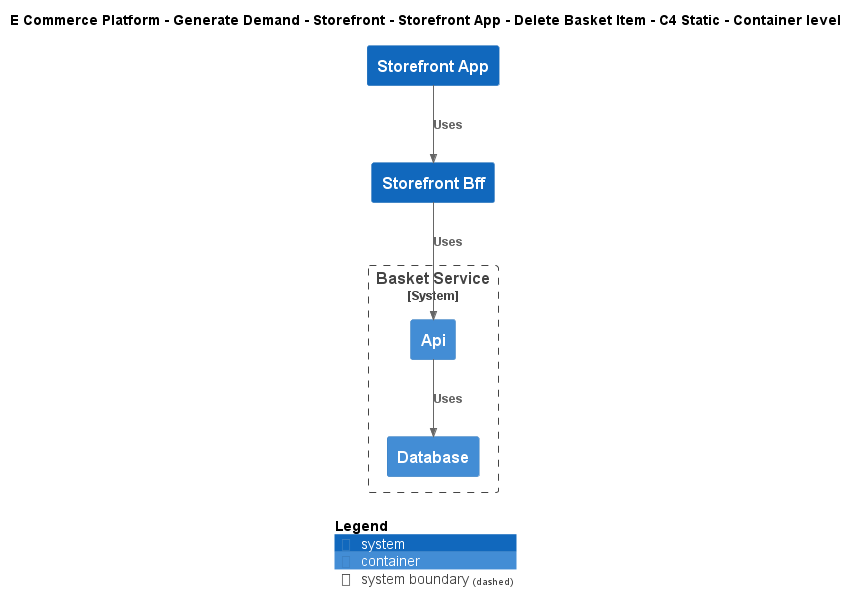 E Commerce Platform - Generate Demand - Storefront - Storefront App - Delete Basket Item - C4 Static - Container level
Storefront App
Uses
Storefront Bff
Uses
Basket Service
[System]
Api
Uses
Database
Legend
system
container
system boundary (dashed)